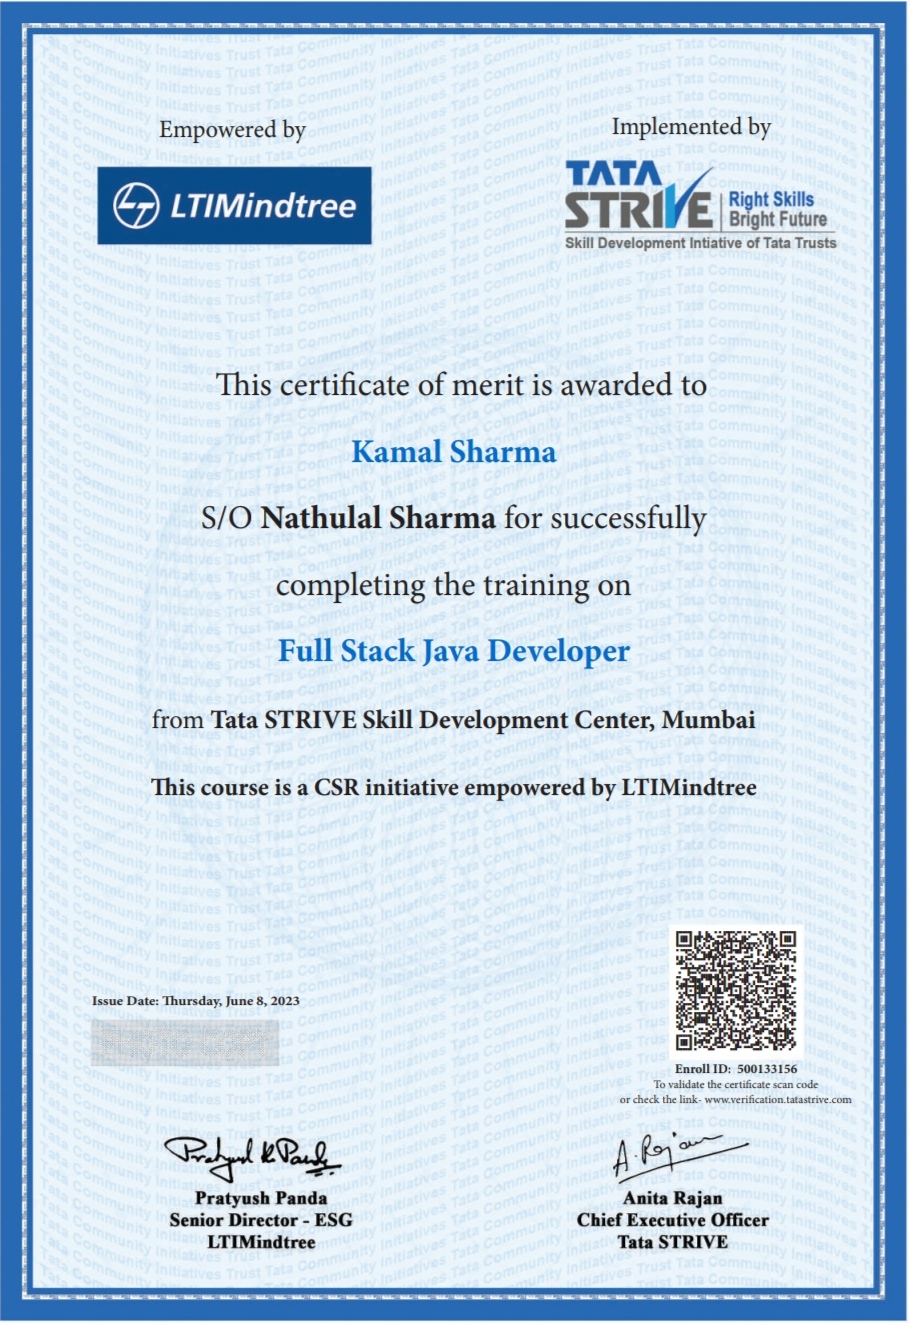 Empowered by
LTIMindtree
Implemented by
TATA
STRIVE
Right Skills
Bright Future
Skill Development Intiative of Tata Trusts
This certificate of merit is awarded to
Kamal Sharma
S/O Nathulal Sharma for successfully
completing the training on
Full Stack Java Developer
from Tata STRIVE Skill Development Center, Mumbai
This course is a CSR initiative empowered by LTIMindtree
Issue Date: Thursday, June 8, 2023
Enroll ID: 500133156
To validate the certificate scan code
or check the link- www.verification.tatastrive.com
Pratyush Panda
Senior Director - ESG
LTIMindtree
A. Rajan
Anita Rajan
Chief Executive Officer
Tata STRIVE